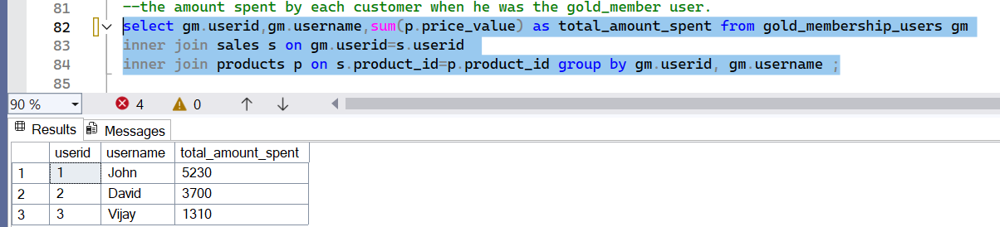 81 --the amount spent by each customer when he was the gold_member user.
82 select gm.userid,gm.username,sum(p.price_value) as total_amount_spent from gold_membership_users gm
83 inner join sales s on gm.userid=s.userid
84 inner join products p on s.product_id=p.product_id group by gm.userid, gm.username ;
85
90 % 4 0
Results Messages
userid username total_amount_spent
1 1 John 5230
2 2 David 3700
3 3 Vijay 1310